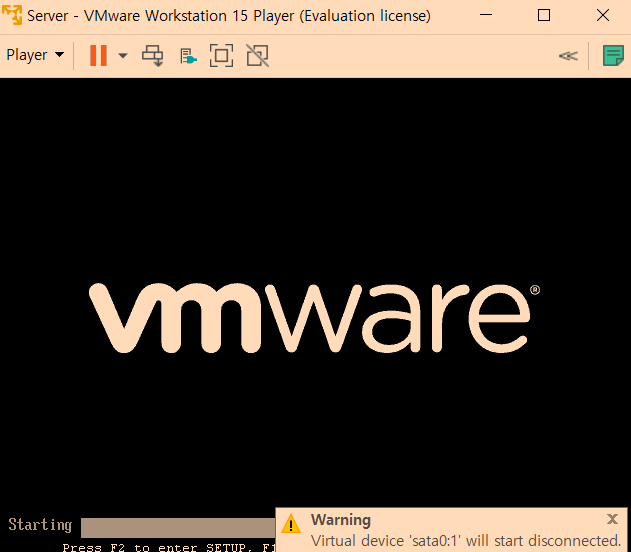 Server - VMware Workstation 15 Player (Evaluation license)
Player
vmware®
Starting
Press F2 to enter SETUP, F1
Warning
Virtual device 'sata0:1' will start disconnected.